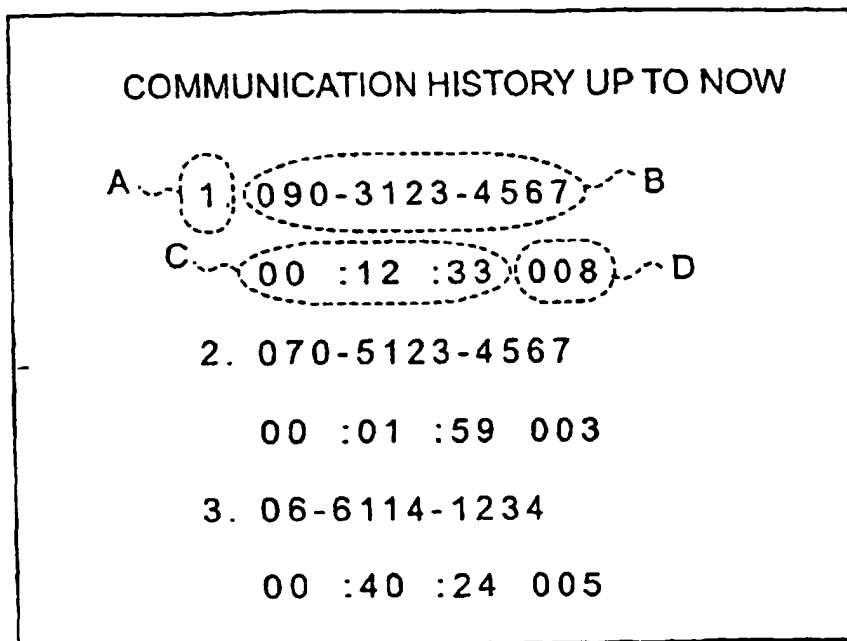 COMMUNICATION HISTORY UP TO NOW
A 1. 090-3123-4567 B
C 00 :12 :33 008 D
2. 070-5123-4567
00 :01 :59 003
3. 06-6114-1234
00 :40 :24 005